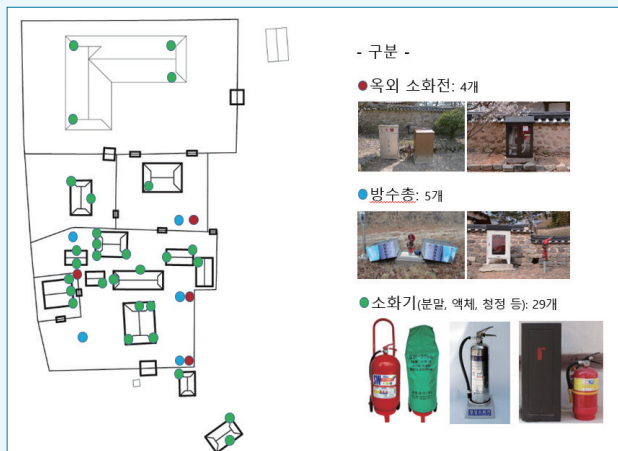 - 구분 -
옥외 소화전: 4개
방수총: 5개
소화기(분말, 액체, 청정 등): 29개